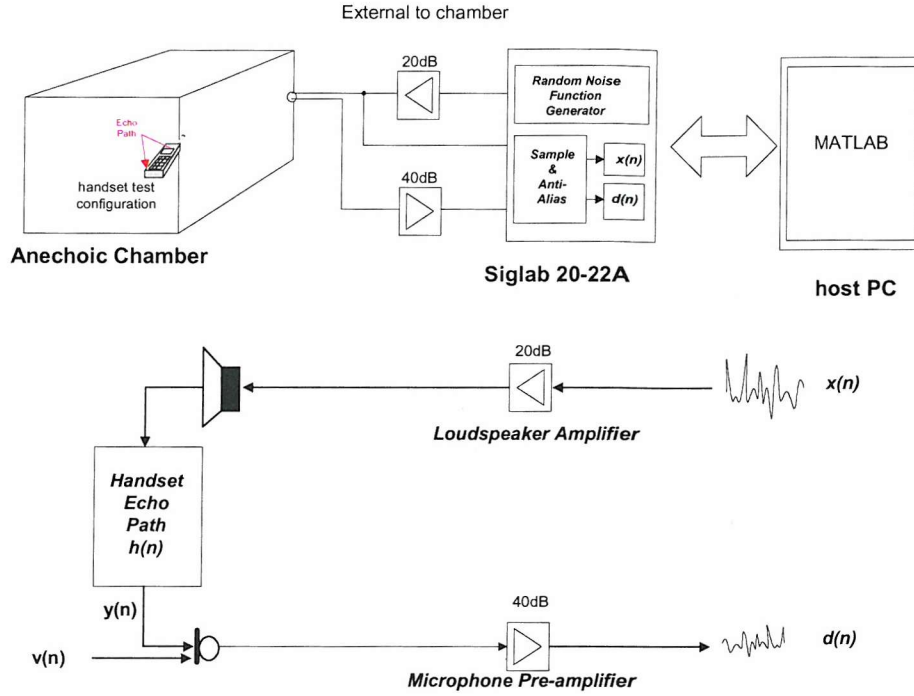 External to chamber
20dB
Random Noise
Function
Generator
Echo
Path
handset test
configuration
Sample
&
Anti-
Alias
x(n)
d(n)
40dB
MATLAB
Anechoic Chamber
Siglab 20-22A
host PC
20dB
x(n)
Loudspeaker Amplifier
Handset
Echo
Path
h(n)
y(n)
40dB
v(n)
d(n)
Microphone Pre-amplifier